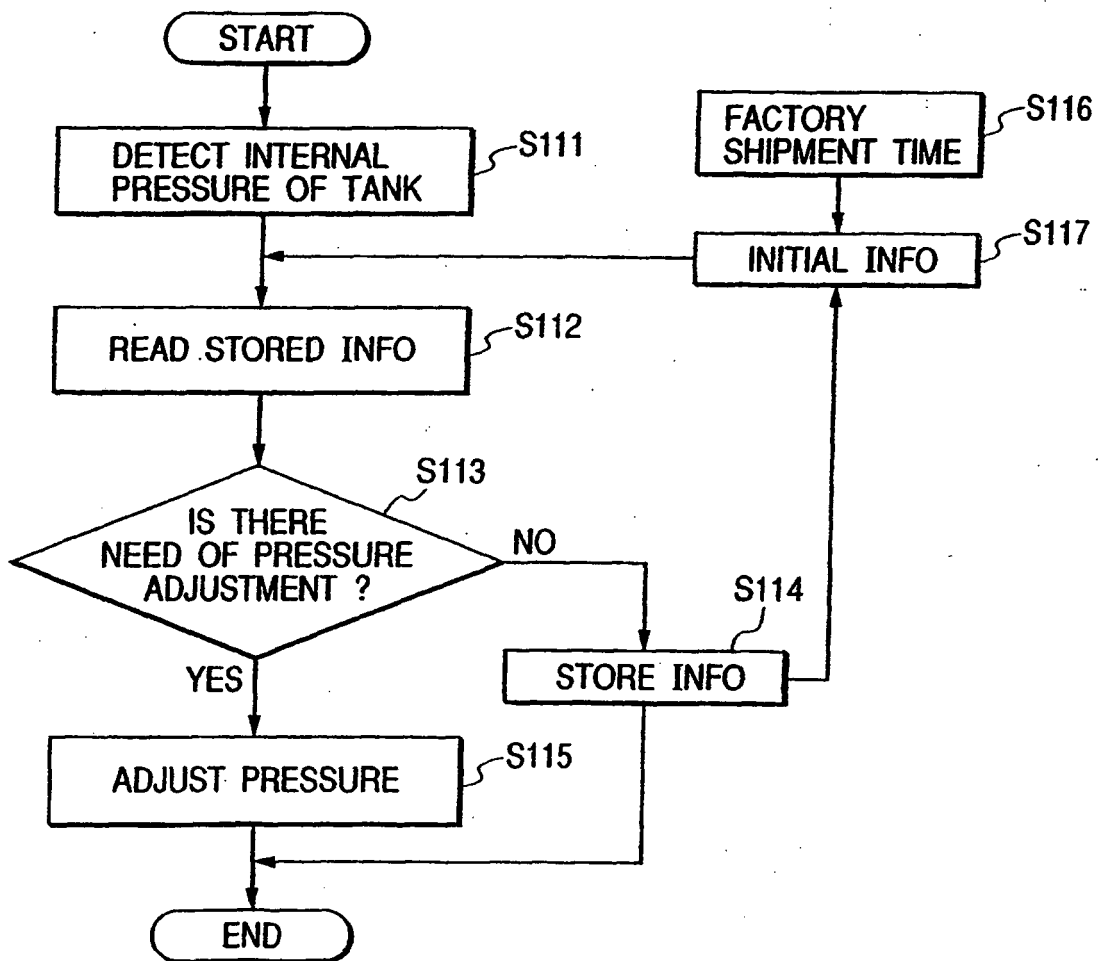 START
DETECT INTERNAL
PRESSURE OF TANK
S111
FACTORY
SHIPMENT TIME
S116
INITIAL INFO
S117
READ STORED INFO
S112
IS THERE
NEED OF PRESSURE
ADJUSTMENT ?
S113
NO
YES
STORE INFO
S114
ADJUST PRESSURE
S115
END